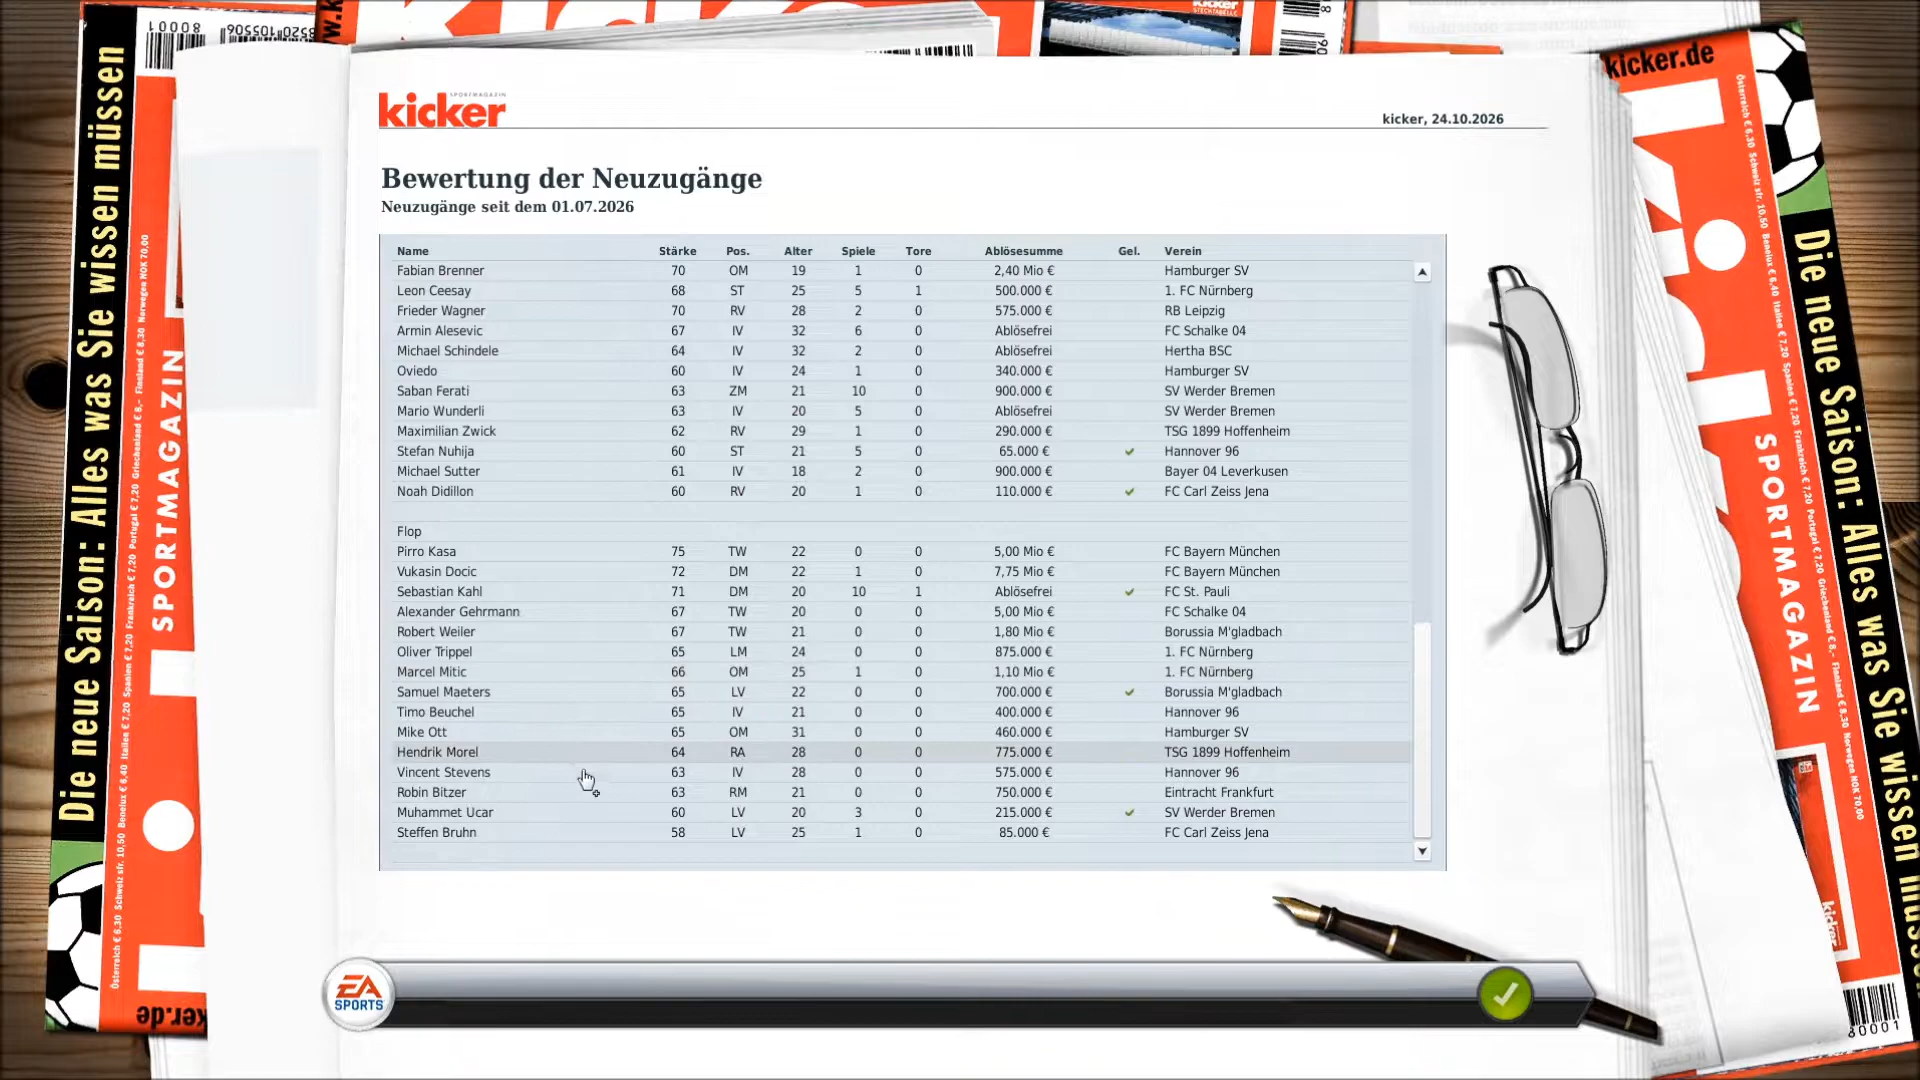 kicker
SPORTMAGAZIN
kicker, 24.10.2026
Bewertung der Neuzugänge
Neuzugänge seit dem 01.07.2026
Name Stärke Pos. Alter Spiele Tore Ablösesumme Gel. Verein
Fabian Brenner 70 OM 19 1 0 2,40 Mio € Hamburger SV
Leon Ceesay 68 ST 25 5 1 500.000 € 1. FC Nürnberg
Frieder Wagner 70 RV 28 2 0 575.000 € RB Leipzig
Armin Alesevic 67 IV 32 6 0 Ablösefrei FC Schalke 04
Michael Schindele 64 IV 32 2 0 Ablösefrei Hertha BSC
Oviedo 60 IV 24 1 0 340.000 € Hamburger SV
Saban Ferati 63 ZM 21 10 0 900.000 € SV Werder Bremen
Mario Wunderli 63 IV 20 5 0 Ablösefrei SV Werder Bremen
Maximilian Zwick 62 RV 29 1 0 290.000 € TSG 1899 Hoffenheim
Stefan Nuhija 60 ST 21 5 0 65.000 € Hannover 96
Michael Sutter 61 IV 18 2 0 900.000 € Bayer 04 Leverkusen
Noah Didillon 60 RV 20 1 0 110.000 € FC Carl Zeiss Jena
Flop
Pirro Kasa 75 TW 22 0 0 5,00 Mio € FC Bayern München
Vukasin Docic 72 DM 22 1 0 7,75 Mio € FC Bayern München
Sebastian Kahl 71 DM 20 10 1 Ablösefrei FC St. Pauli
Alexander Gehrmann 67 TW 20 0 0 5,00 Mio € FC Schalke 04
Robert Weiler 67 TW 21 0 0 1,80 Mio € Borussia M'gladbach
Oliver Trippel 65 LM 24 0 0 875.000 € 1. FC Nürnberg
Marcel Mitic 66 OM 25 1 0 1,10 Mio € 1. FC Nürnberg
Samuel Maeters 65 LV 22 0 0 700.000 € Borussia M'gladbach
Timo Beuchel 65 IV 21 0 0 400.000 € Hannover 96
Mike Ott 65 OM 31 0 0 460.000 € Hamburger SV
Hendrik Morel 64 RA 28 0 0 775.000 € TSG 1899 Hoffenheim
Vincent Stevens 63 IV 28 0 0 575.000 € Hannover 96
Robin Bitzer 63 RM 21 0 0 750.000 € Eintracht Frankfurt
Muhammet Ucar 60 LV 20 3 0 215.000 € SV Werder Bremen
Steffen Bruhn 58 LV 25 1 0 85.000 € FC Carl Zeiss Jena
EA
SPORTS
Die neue Saison: Alles was Sie wissen müssen
SPORTMAGAZIN
kicker.de
Die neue Saison: Alles was Sie wissen
SPORTMAGAZIN
kicker
80001